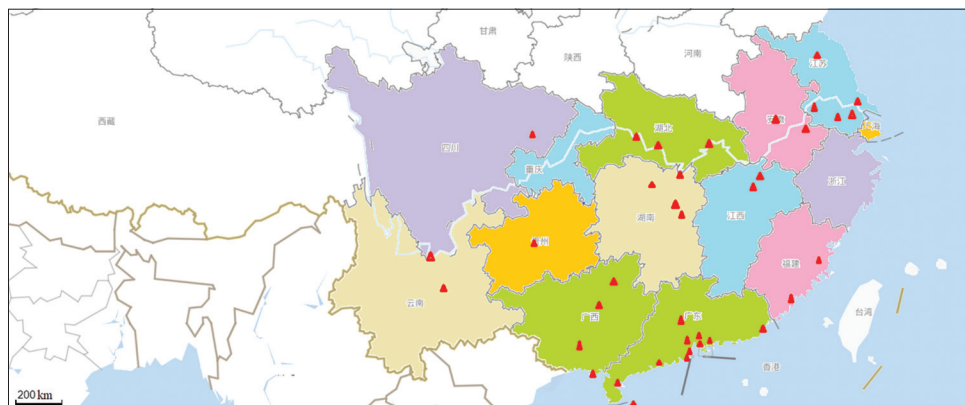 甘肃
陕西
河南
江苏
西藏
安徽
上海
湖北
四川
重庆
浙江
湖南
江西
贵州
福建
云南
广西
广东
台湾
香港
200 km